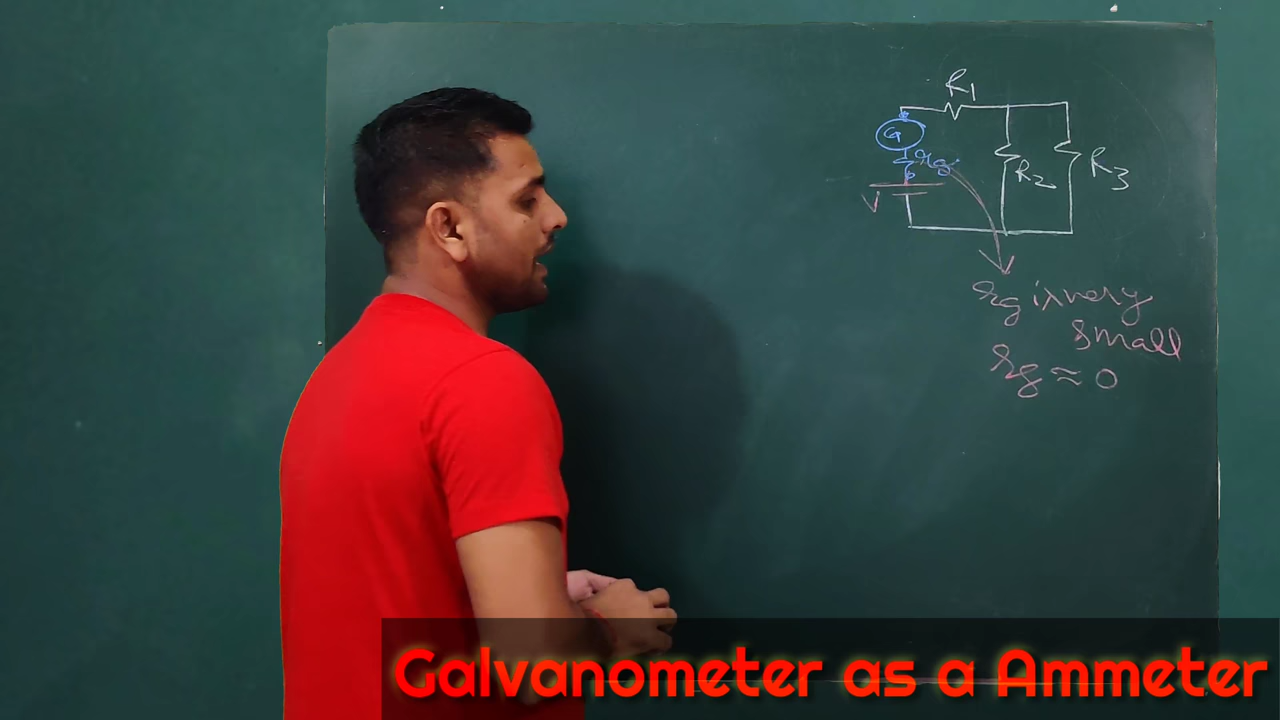 R1
G
rg
R2
R3
V
rg is very
small
rg ≈ 0
Galvanometer as a Ammeter